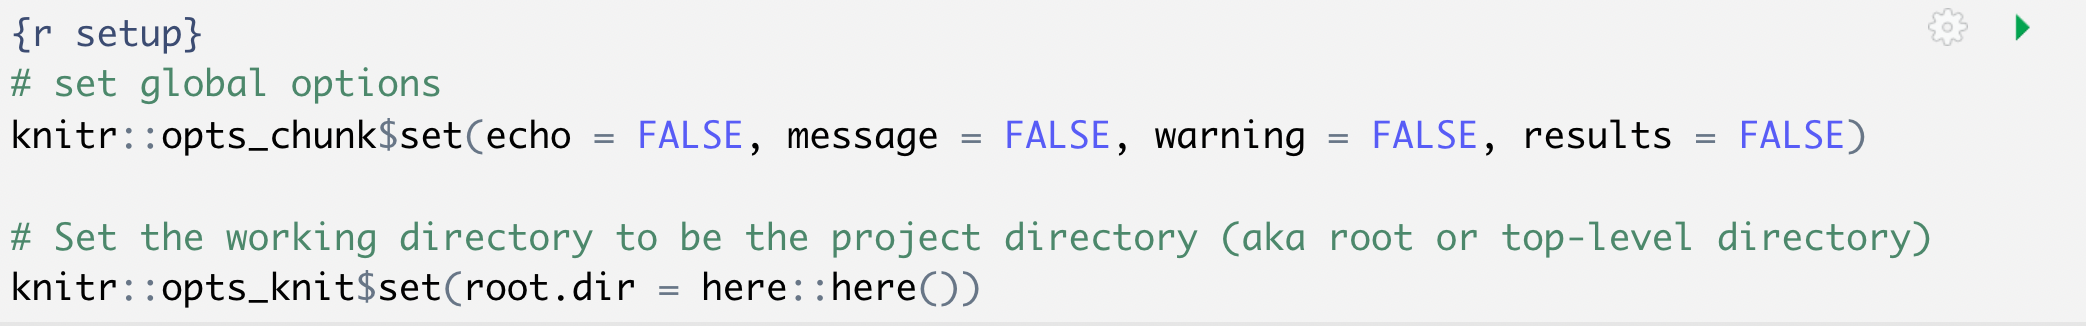 {r setup}
# set global options
knitr::opts_chunk$set(echo = FALSE, message = FALSE, warning = FALSE, results = FALSE)
# Set the working directory to be the project directory (aka root or top-level directory)
knitr::opts_knit$set(root.dir = here::here())